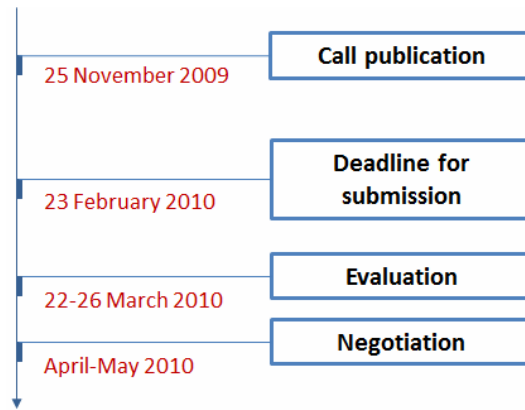 Call publication
25 November 2009
Deadline for
submission
23 February 2010
Evaluation
22-26 March 2010
Negotiation
April-May 2010